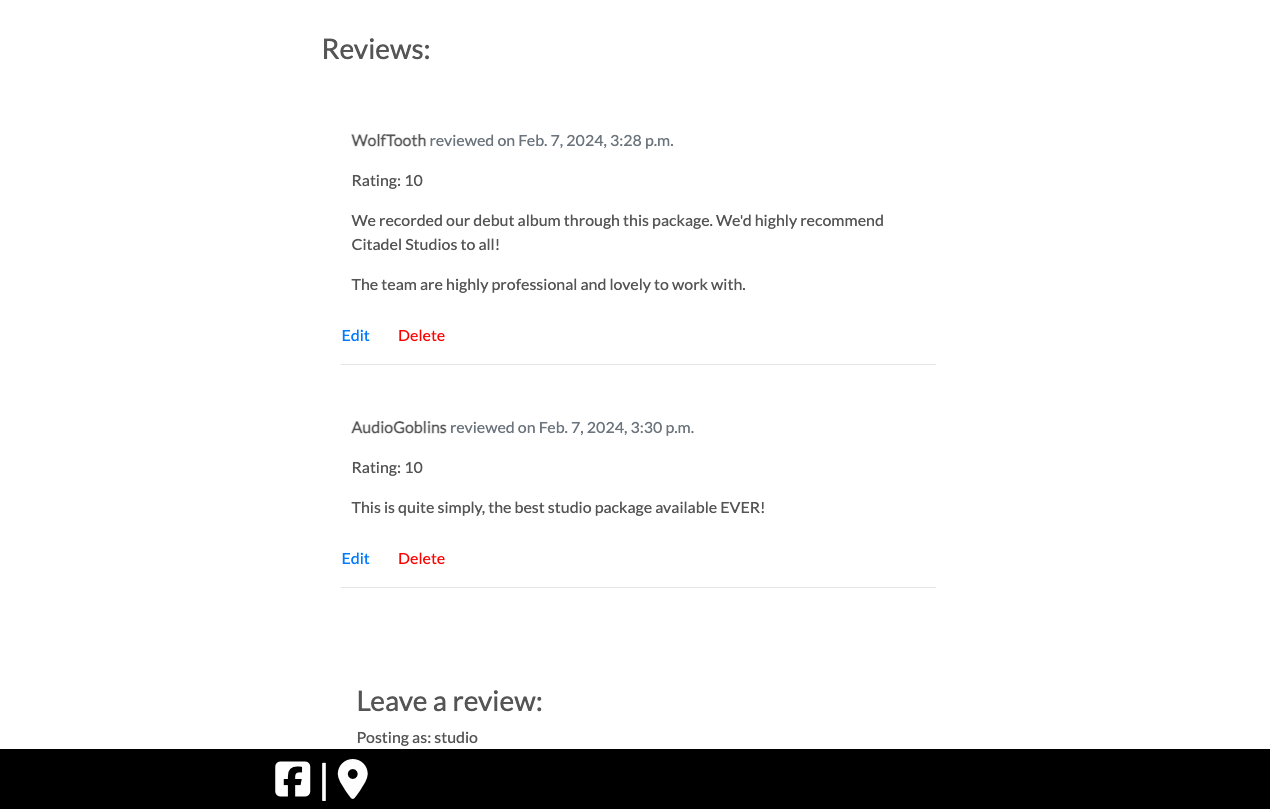 Reviews:
WolfTooth reviewed on Feb. 7, 2024, 3:28 p.m.
Rating: 10
We recorded our debut album through this package. We'd highly recommend
Citadel Studios to all!
The team are highly professional and lovely to work with.
Edit Delete
AudioGoblins reviewed on Feb. 7, 2024, 3:30 p.m.
Rating: 10
This is quite simply, the best studio package available EVER!
Edit Delete
Leave a review:
Posting as: studio
|